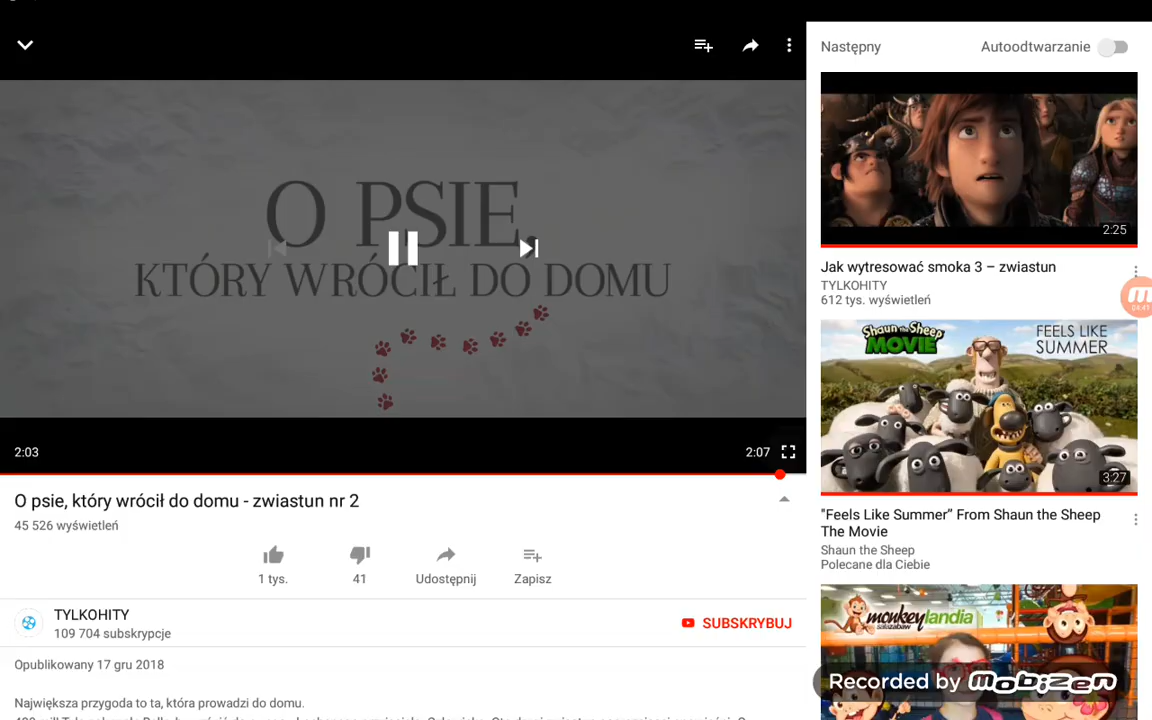 Następny
Autoodtwarzanie
O PSIE,
KTÓRY WRÓCIŁ DO DOMU
2:03
2:07
O psie, który wrócił do domu - zwiastun nr 2
45 526 wyświetleń
1 tys.
41
Udostępnij
Zapisz
TYLKOHITY
109 704 subskrypcje
SUBSKRYBUJ
Opublikowany 17 gru 2018
Największa przygoda to ta, która prowadzi do domu.
2:25
Jak wytresować smoka 3 – zwiastun
TYLKOHITY
612 tys. wyświetleń
04:41
Shaun the Sheep
MOVIE
FEELS LIKE
SUMMER
3:27
"Feels Like Summer” From Shaun the Sheep
The Movie
Shaun the Sheep
Polecane dla Ciebie
monkeylandia
sala zabaw
Recorded by mobizen